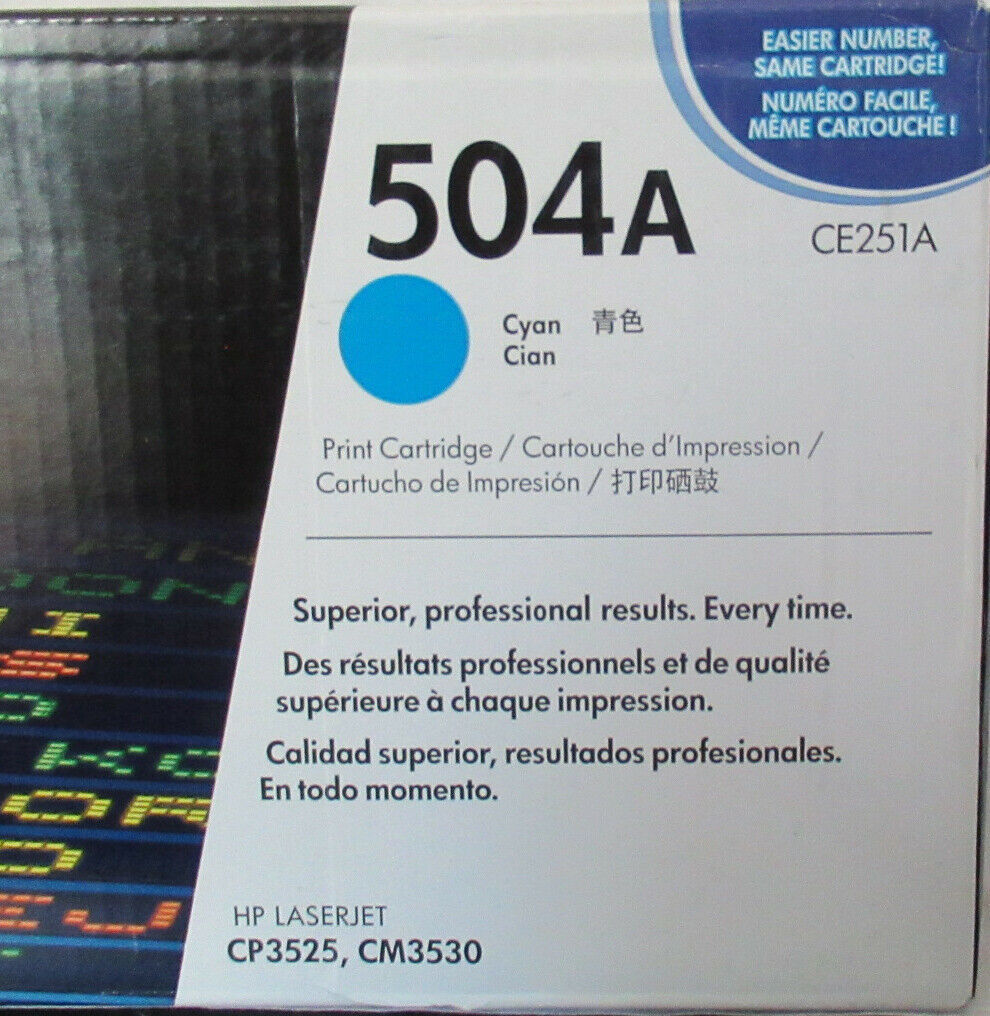 EASIER NUMBER,
SAME CARTRIDGE!
NUMÉRO FACILE,
MÊME CARTOUCHE !
504A
CE251A
Cyan 青色
Cian
Print Cartridge / Cartouche d'Impression /
Cartucho de Impresión / 打印硒鼓
Superior, professional results. Every time.
Des résultats professionnels et de qualité
supérieure à chaque impression.
Calidad superior, resultados profesionales.
En todo momento.
HP LASERJET
CP3525, CM3530